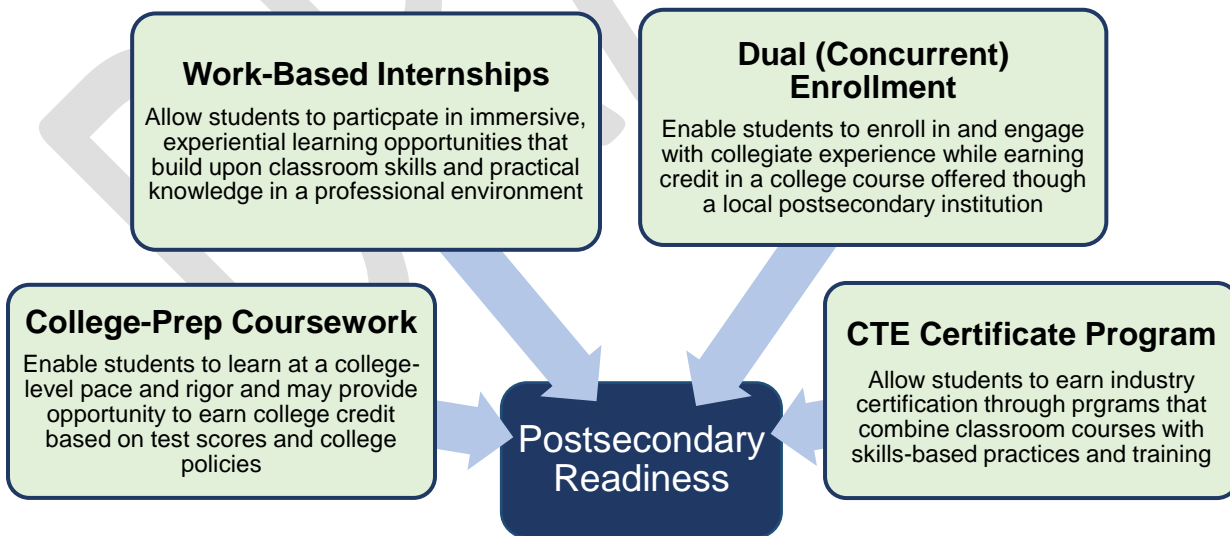 Work-Based Internships
Allow students to particpate in immersive,
experiential learning opportunities that
build upon classroom skills and practical
knowledge in a professional environment
Dual (Concurrent)
Enrollment
Enable students to enroll in and engage
with collegiate experience while earning
credit in a college course offered though
a local postsecondary institution
College-Prep Coursework
Enable students to learn at a college-
level pace and rigor and may provide
opportunity to earn college credit
based on test scores and college
policies
CTE Certificate Program
Allow students to earn industry
certification through prgrams that
combine classroom courses with
skills-based practices and training
Postsecondary
Readiness